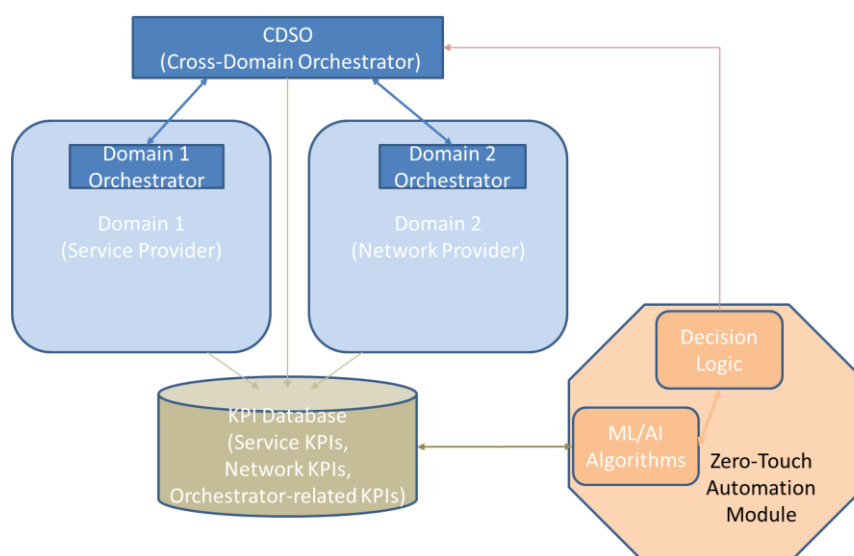 CDSO
(Cross-Domain Orchestrator)
Domain 1
Orchestrator
Domain 2
Orchestrator
Domain 1
(Service Provider)
Domain 2
(Network Provider)
Decision
Logic
KPI Database
(Service KPIs,
Network KPIs,
Orchestrator-related KPIs)
ML/AI
Algorithms
Zero-Touch
Automation
Module